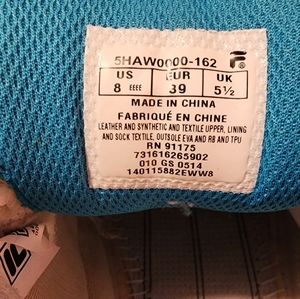 5HAW0000-162
US EUR UK
8 EEEE 39 5½
MADE IN CHINA
FABRIQUÉ EN CHINE
LEATHER AND SYNTHETIC AND TEXTILE UPPER, LINING
AND SOCK TEXTILE, OUTSOLE EVA AND RB AND TPU
RN 91175
731616265902
010 GS 0514
140115882EWW8